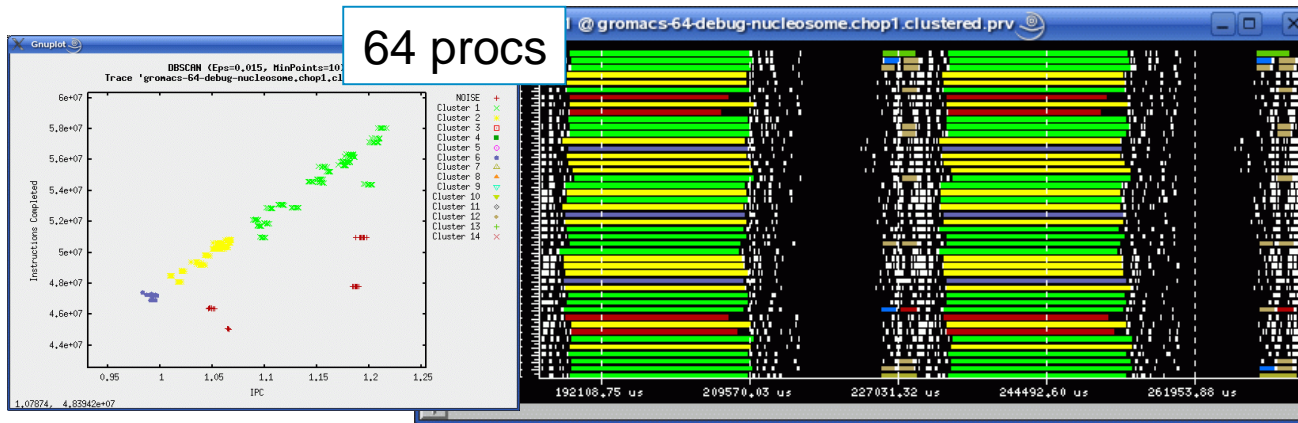 64 procs
Gnuplot
DBSCAN (Eps=0.015, MinPoints=10)
Trace 'gromacs-64-debug-nucleosome.chop1.cl
6e+07
5.8e+07
5.6e+07
5.4e+07
5.2e+07
5e+07
4.8e+07
4.6e+07
4.4e+07
Instructions Completed
0.95 1 1.05 1.1 1.15 1.2 1.25
IPC
NOISE
Cluster 1
Cluster 2
Cluster 3
Cluster 4
Cluster 5
Cluster 6
Cluster 7
Cluster 8
Cluster 9
Cluster 10
Cluster 11
Cluster 12
Cluster 13
Cluster 14
1.07874, 4.83942e+07
@ gromacs-64-debug-nucleosome.chop1.clustered.prv
192108.75 us 209570.03 us 227031.32 us 244492.60 us 261953.88 us